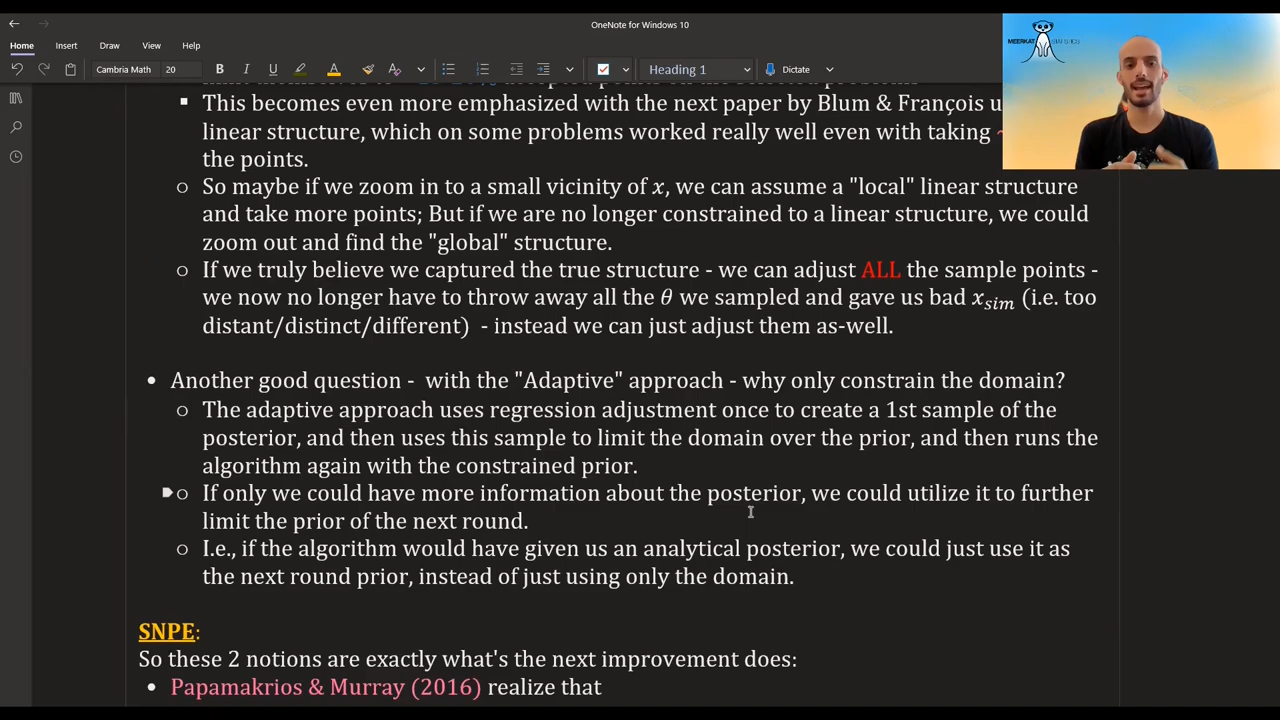 OneNote for Windows 10
Home Insert Draw View Help
Cambria Math 20 B I U A Heading 1 Dictate
MEERKAT STATISTICS
This becomes even more emphasized with the next paper by Blum & François u
linear structure, which on some problems worked really well even with taking ~
the points.
So maybe if we zoom in to a small vicinity of x, we can assume a "local" linear structure
and take more points; But if we are no longer constrained to a linear structure, we could
zoom out and find the "global" structure.
If we truly believe we captured the true structure - we can adjust ALL the sample points -
we now no longer have to throw away all the θ we sampled and gave us bad x_sim (i.e. too
distant/distinct/different) - instead we can just adjust them as-well.
Another good question - with the "Adaptive" approach - why only constrain the domain?
The adaptive approach uses regression adjustment once to create a 1st sample of the
posterior, and then uses this sample to limit the domain over the prior, and then runs the
algorithm again with the constrained prior.
If only we could have more information about the posterior, we could utilize it to further
limit the prior of the next round.
I.e., if the algorithm would have given us an analytical posterior, we could just use it as
the next round prior, instead of just using only the domain.
SNPE:
So these 2 notions are exactly what's the next improvement does:
Papamakrios & Murray (2016) realize that